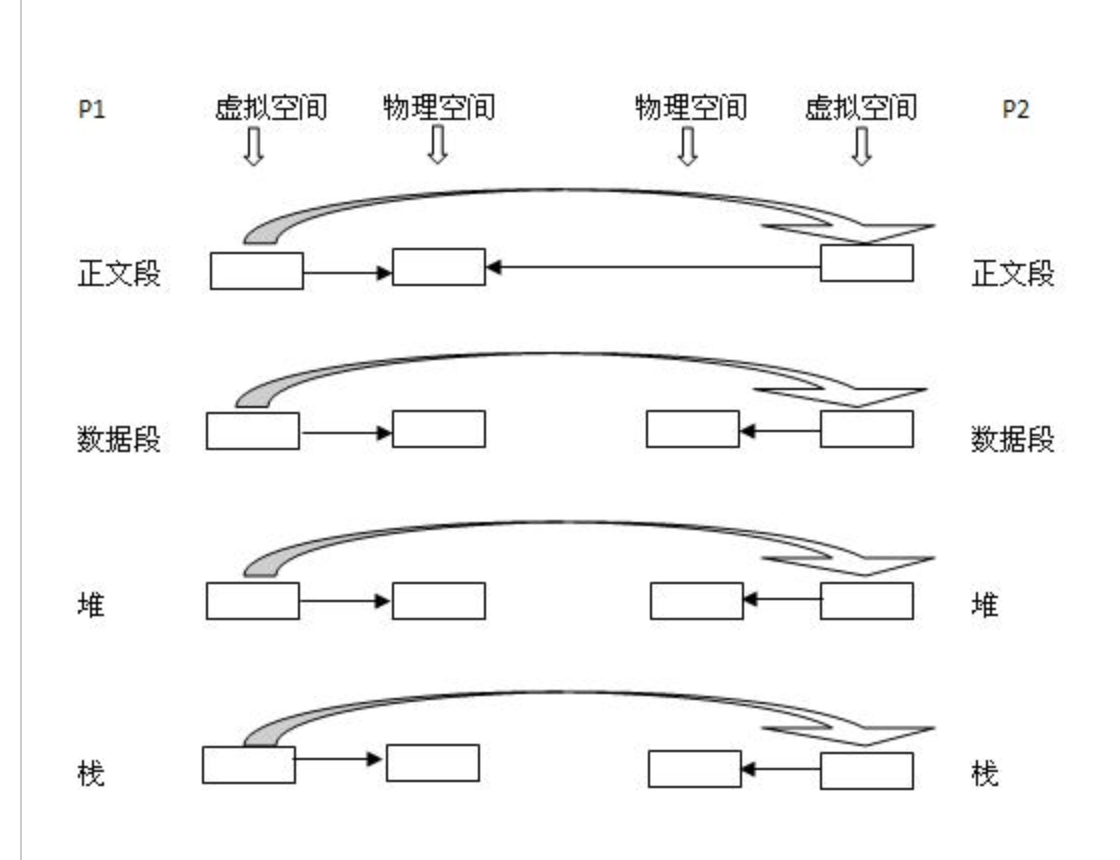 P1 虚拟空间 物理空间 物理空间 虚拟空间 P2
正文段 正文段
数据段 数据段
堆 堆
栈 栈